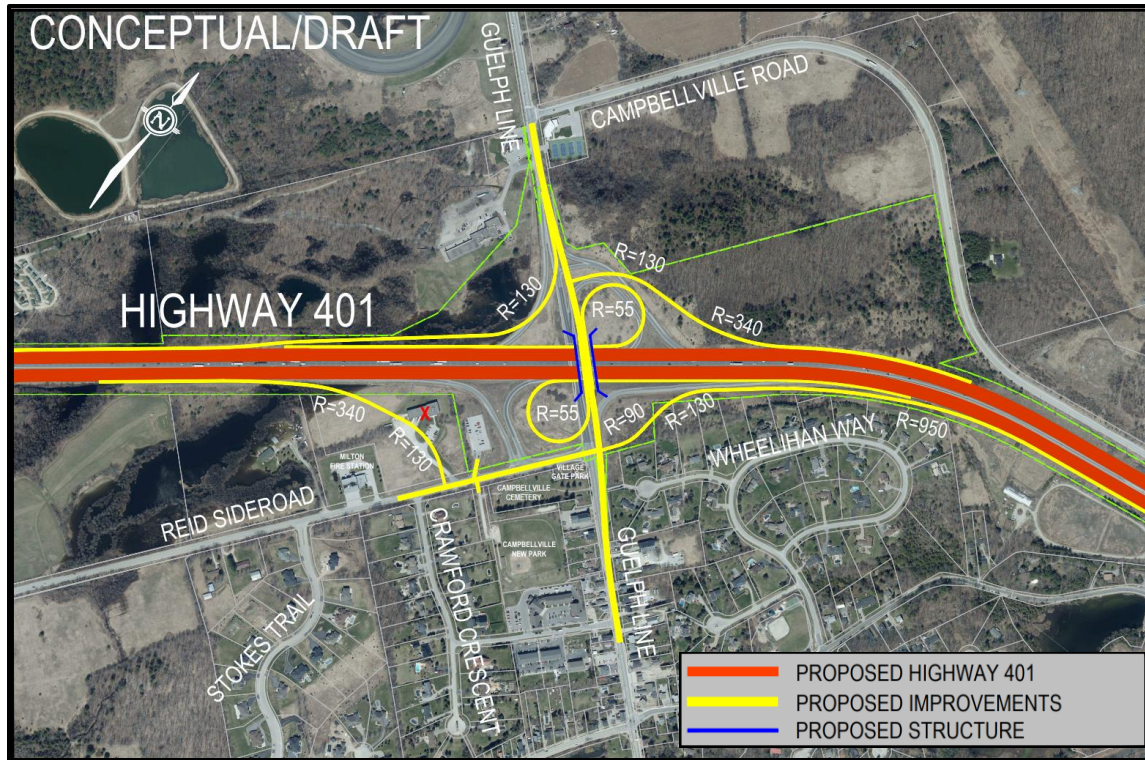 CONCEPTUAL/DRAFT
GUELPH LINE
CAMPBELLVILLE ROAD
N
HIGHWAY 401
R=130
R=130
R=55
R=340
R=340
R=130
R=55
R=90
R=130
R=950
X
WHEELIHAN WAY
MILTON
FIRE STATION
VILLAGE
GATE PARK
CAMPBELLVILLE
CEMETERY
REID SIDEROAD
CAMPBELLVILLE
NEW PARK
CRAWFORD CRESCENT
GUELPH LINE
STOKES TRAIL
PROPOSED HIGHWAY 401
PROPOSED IMPROVEMENTS
PROPOSED STRUCTURE